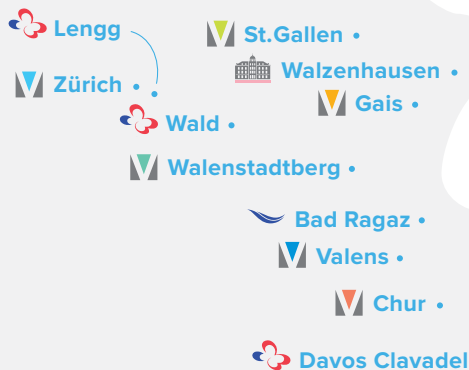 Lengg
St.Gallen
Walzenhausen
Zürich
Gais
Wald
Walenstadtberg
Bad Ragaz
Valens
Chur
Davos Clavadel